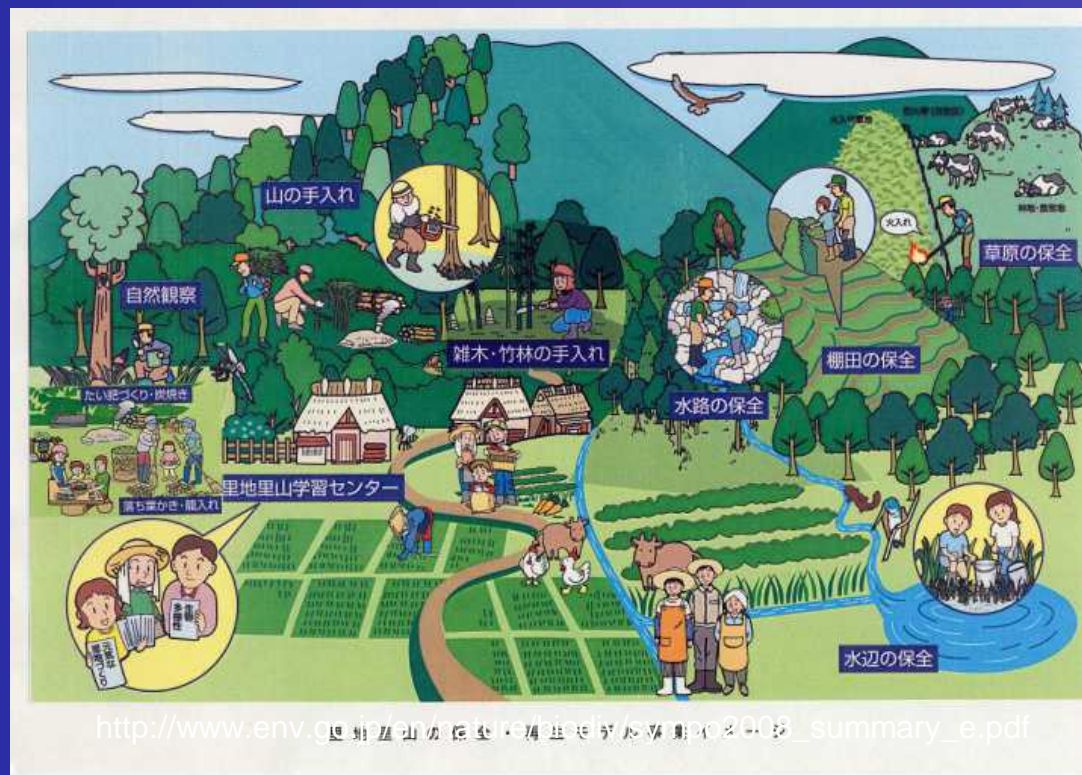 山の手入れ
自然観察
火入れ
草原の保全
雑木・竹林の手入れ
棚田の保全
水路の保全
たい肥づくり・炭焼き
落ち葉かき・籠入れ
里地里山学習センター
水辺の保全
http://www.env.go.jp/en/nature/biodiv/sympo2008_summary_e.pdf